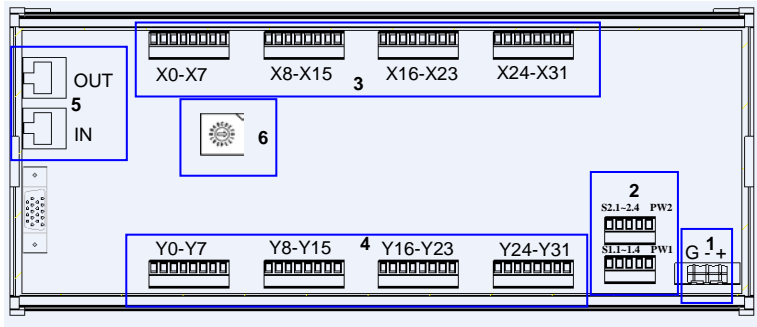 X0-X7 X8-X15 X16-X23 X24-X31
3
OUT
5
IN
6
2
S2.1~2.4 PW2
S1.1~1.4 PW1
1
G - +
4
Y0-Y7 Y8-Y15 Y16-Y23 Y24-Y31